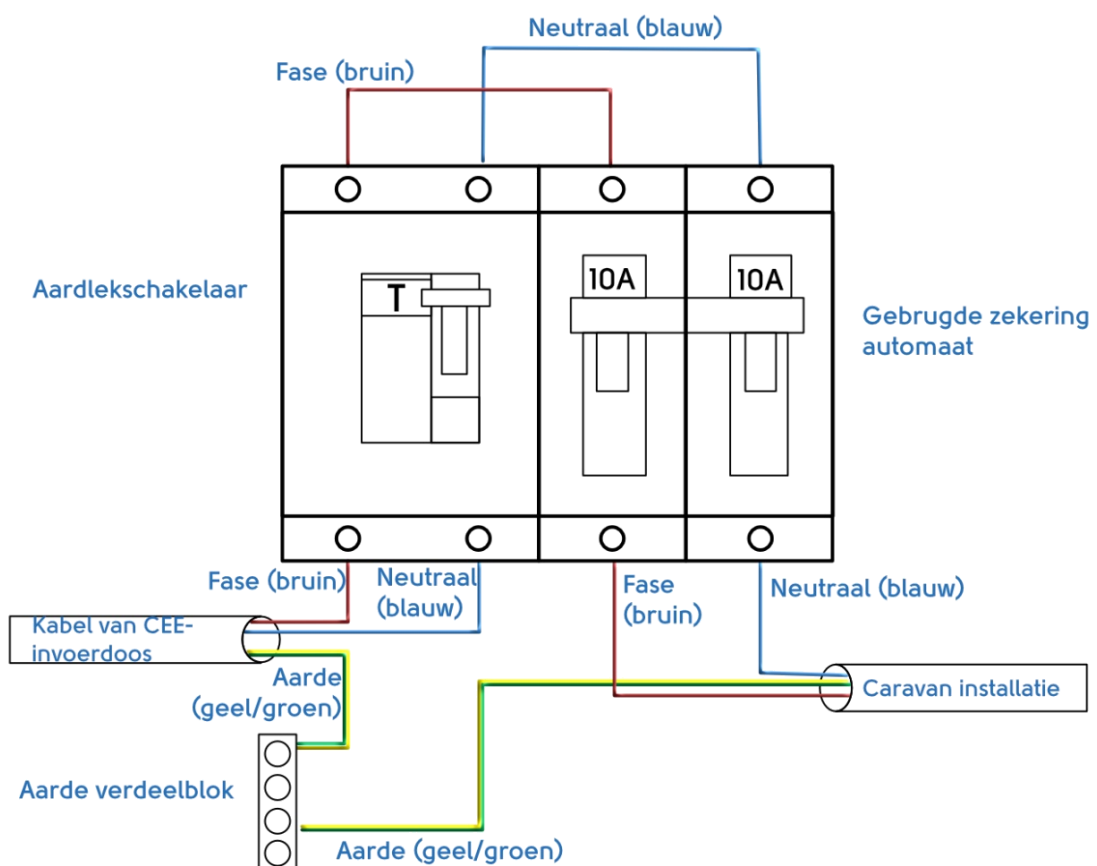 Neutraal (blauw)
Fase (bruin)
Aardlekschakelaar
T
10A
10A
Gebrugde zekering
automaat
Fase (bruin)
Neutraal
(blauw)
Fase
(bruin)
Neutraal (blauw)
Kabel van CEE-
invoerdoos
Aarde
(geel/groen)
Caravan installatie
Aarde verdeelblok
Aarde (geel/groen)